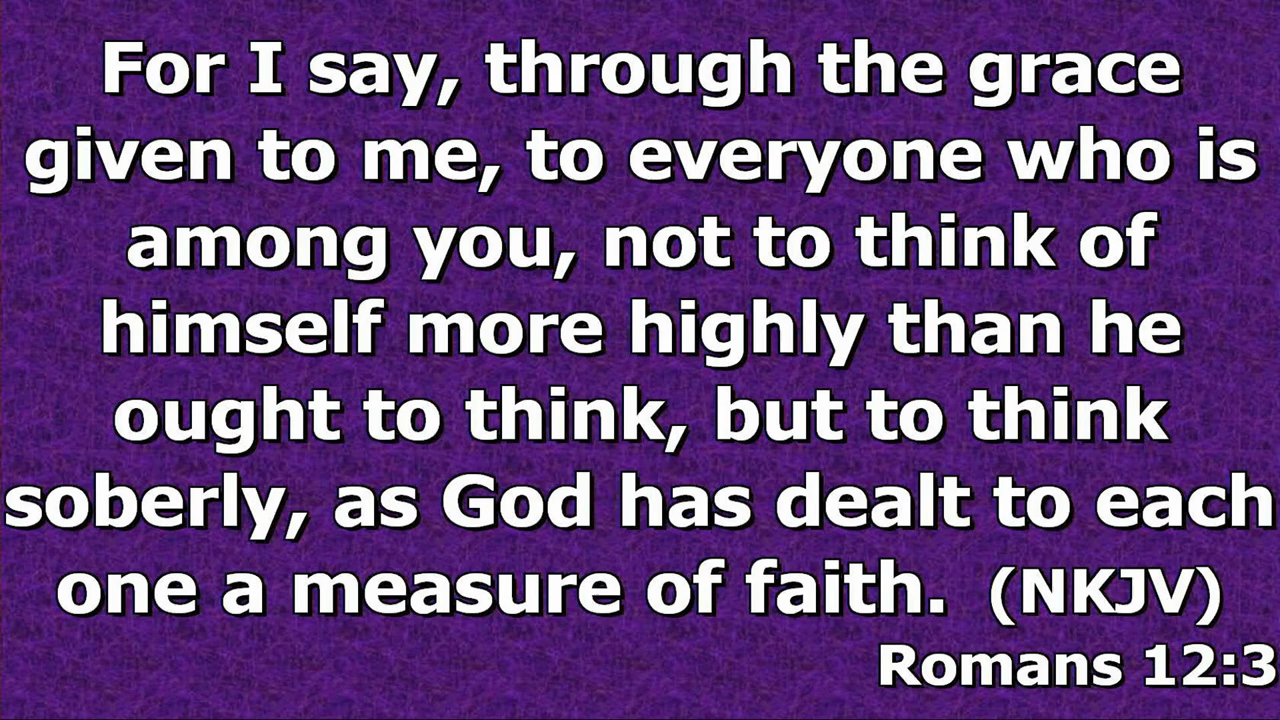 For I say, through the grace
given to me, to everyone who is
among you, not to think of
himself more highly than he
ought to think, but to think
soberly, as God has dealt to each
one a measure of faith.  (NKJV)
Romans 12:3